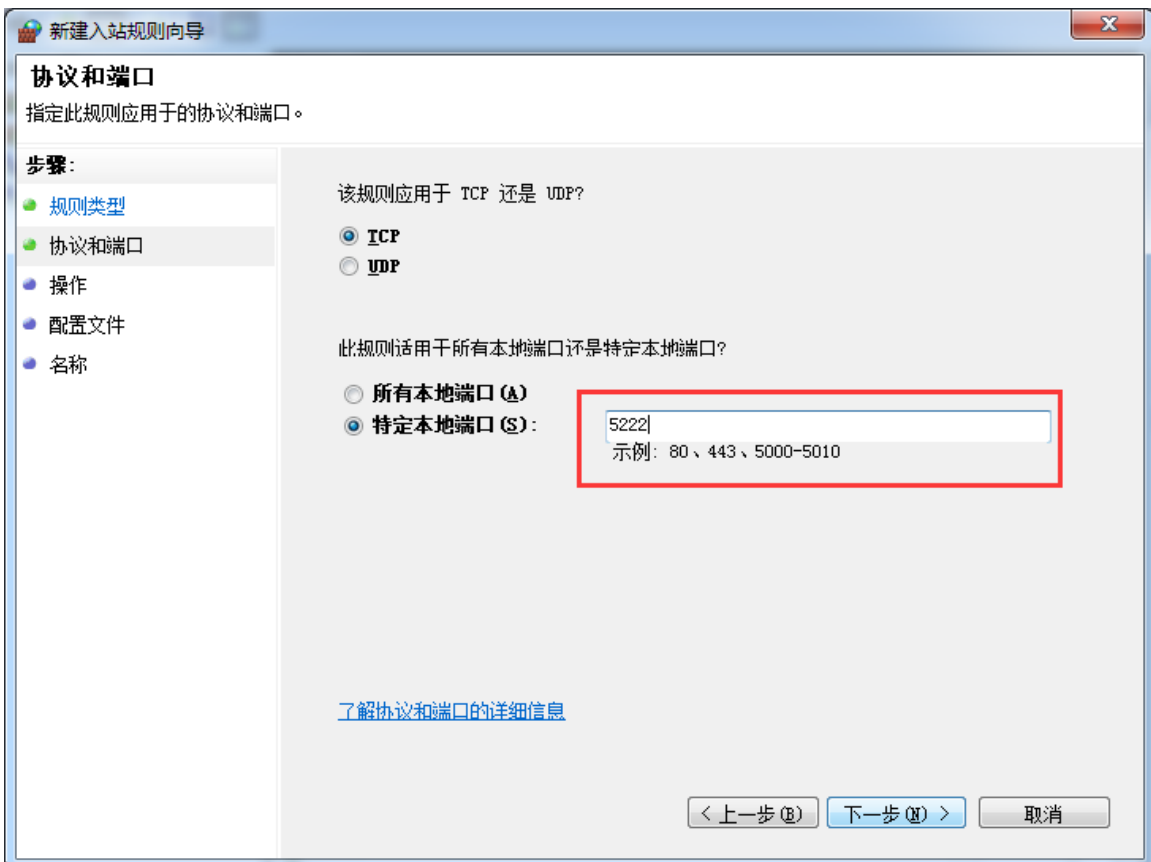 新建入站规则向导
协议和端口
指定此规则应用于的协议和端口。
步骤:
规则类型
协议和端口
操作
配置文件
名称
该规则应用于 TCP 还是 UDP?
TCP
UDP
此规则适用于所有本地端口还是特定本地端口?
所有本地端口(A)
特定本地端口(S):
5222
示例: 80、443、5000-5010
了解协议和端口的详细信息
< 上一步(B)
下一步(N) >
取消